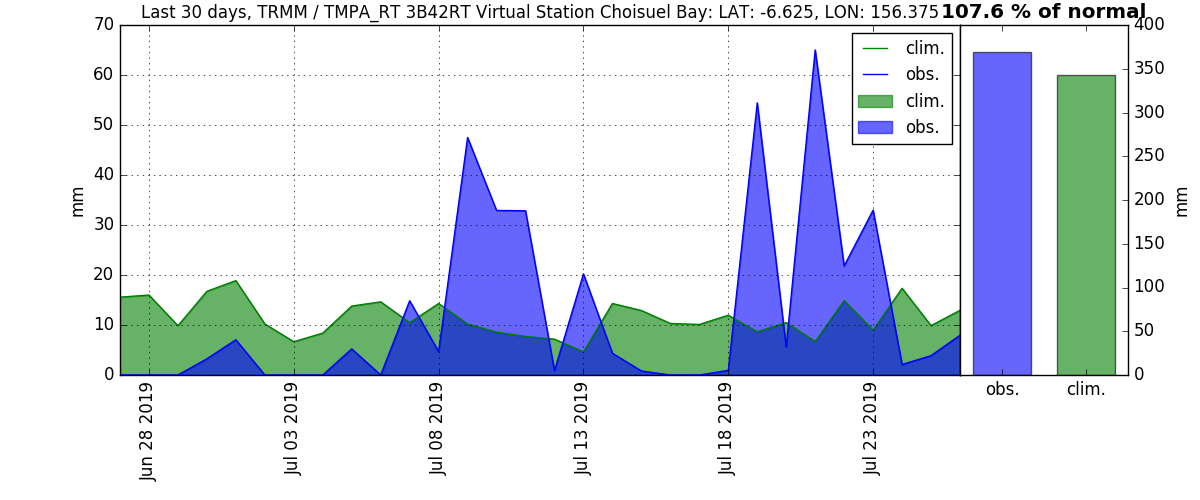 Last 30 days, TRMM / TMPA_RT 3B42RT Virtual Station Choisuel Bay: LAT: -6.625, LON: 156.375
107.6 % of normal
70
60
50
40
30
20
10
0
mm
clim.
obs.
clim.
obs.
Jun 28 2019
Jul 03 2019
Jul 08 2019
Jul 13 2019
Jul 18 2019
Jul 23 2019
400
350
300
250
200
150
100
50
0
mm
obs.
clim.